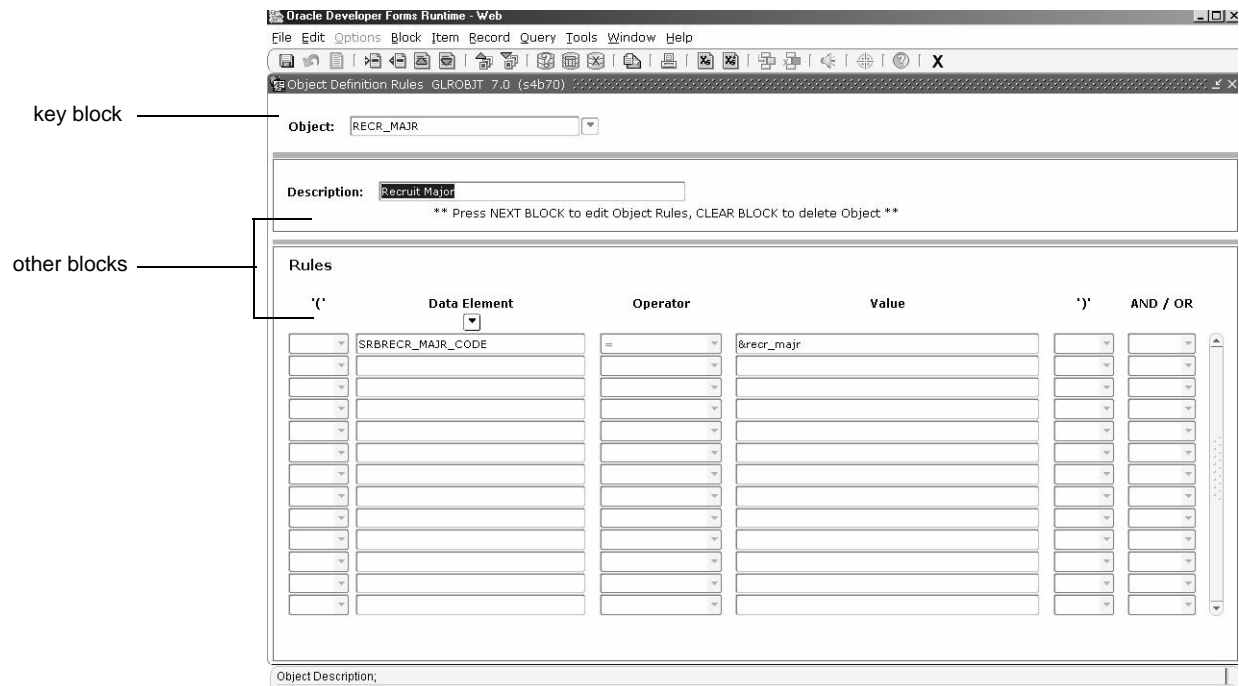 Oracle Developer Forms Runtime - Web
File Edit Options Block Item Record Query Tools Window Help
X
Object Definition Rules GLROBJT 7.0 (s4b70)
key block
Object: RECR_MAJR
Description: Recruit Major
** Press NEXT BLOCK to edit Object Rules, CLEAR BLOCK to delete Object **
other blocks
Rules
'(' Data Element Operator Value ')' AND / OR
SRBRECR_MAJR_CODE = &recr_majr
Object Description;